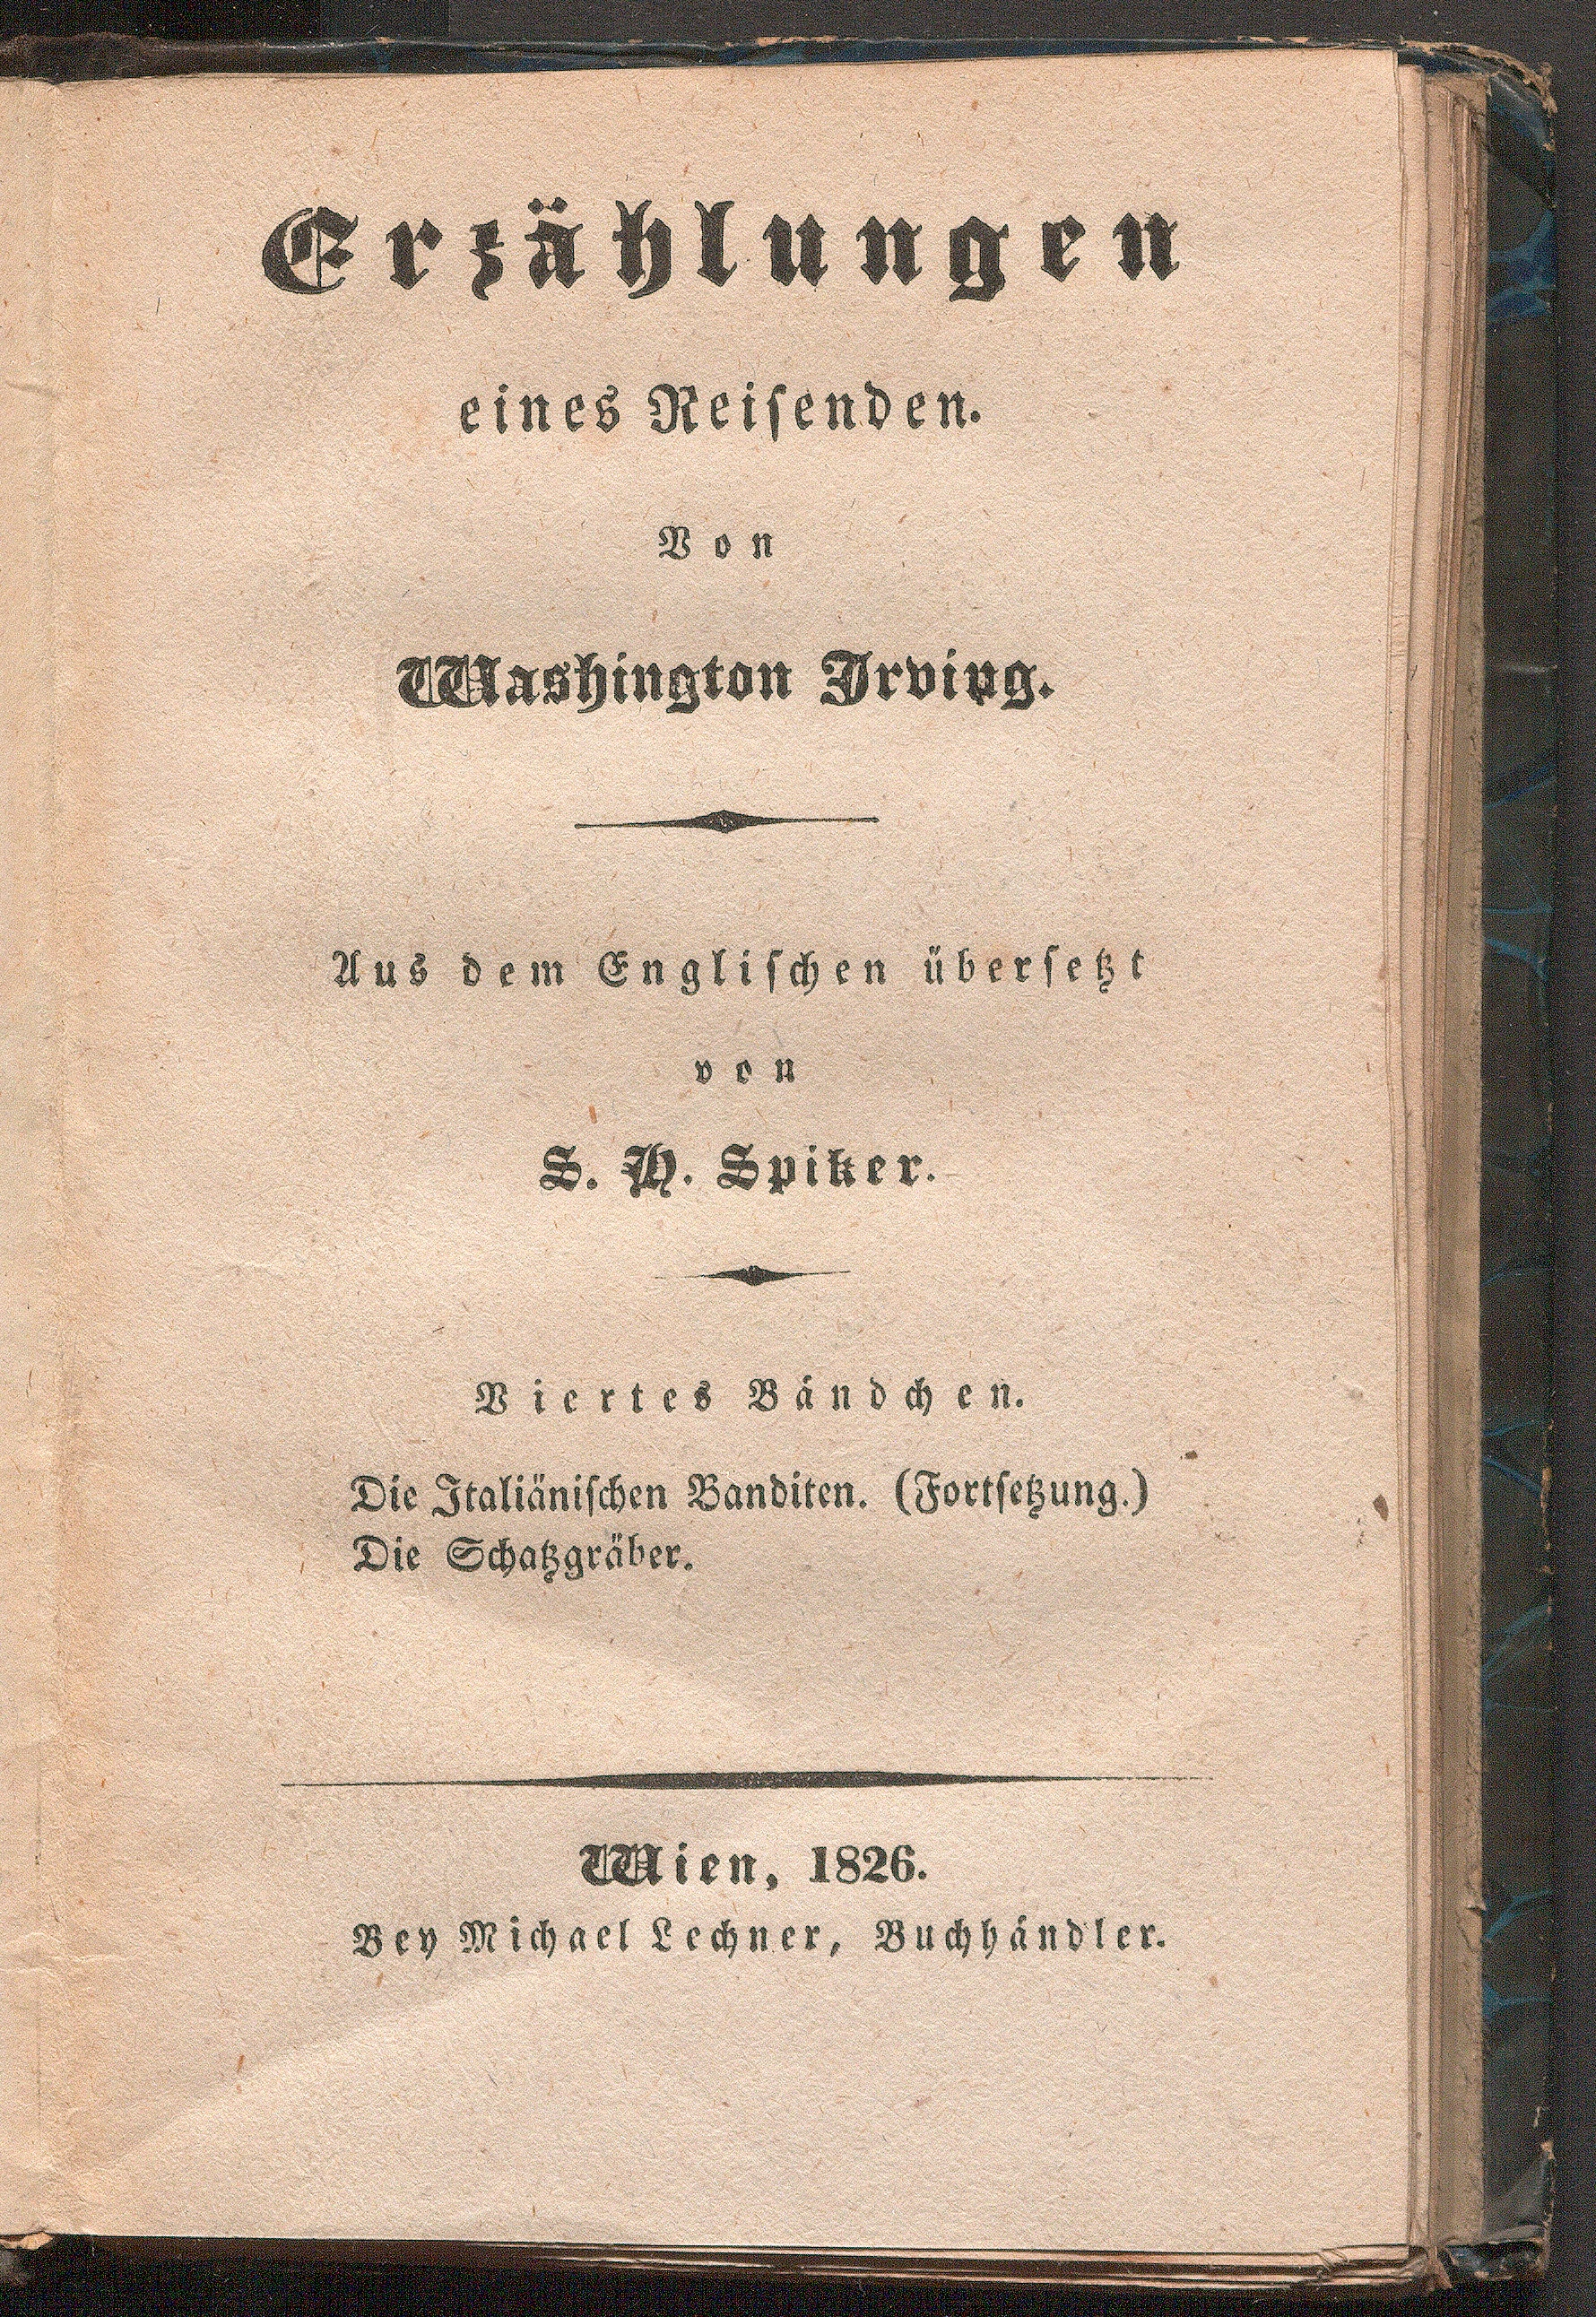 Erzählungen
eines Reisenden.
Von
Washington Irving.
Aus dem Englischen übersetzt
von
S. H. Spiker.
Viertes Bändchen.
Die Italiänischen Banditen. (Fortsetzung.)
Die Schatzgräber.
Wien, 1826.
Bey Michael Lechner, Buchhändler.